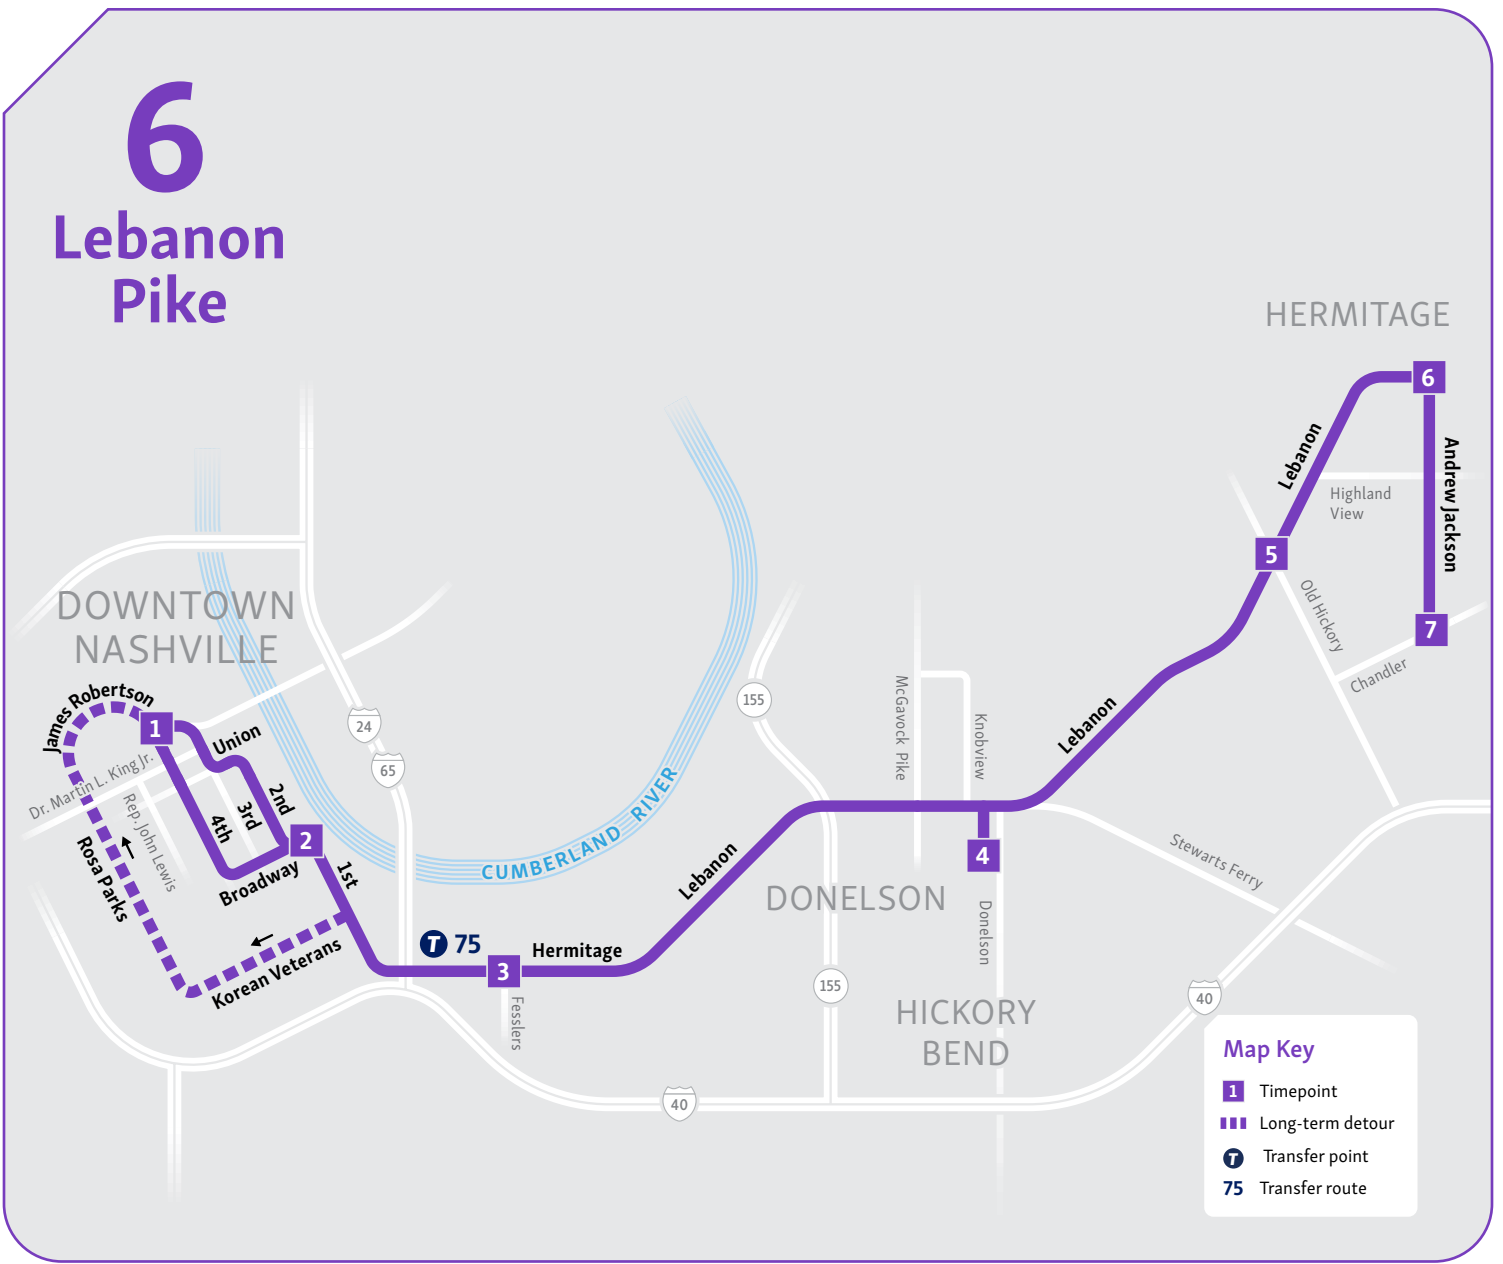 6
Lebanon
Pike
HERMITAGE
6
Lebanon
Andrew Jackson
Highland
View
5
Old Hickory
7
Chandler
DOWNTOWN
NASHVILLE
James Robertson
1
Union
24
65
155
McGavock Pike
Knobview
Lebanon
Dr. Martin L. King Jr.
Rep. John Lewis
2nd
3rd
4th
2
Broadway
1st
Rosa Parks
Korean Veterans
CUMBERLAND RIVER
Lebanon
4
DONELSON
Donelson
Stewarts Ferry
T 75
3
Hermitage
Fesslers
155
HICKORY
BEND
40
40
Map Key
1 Timepoint
Long-term detour
T Transfer point
75 Transfer route